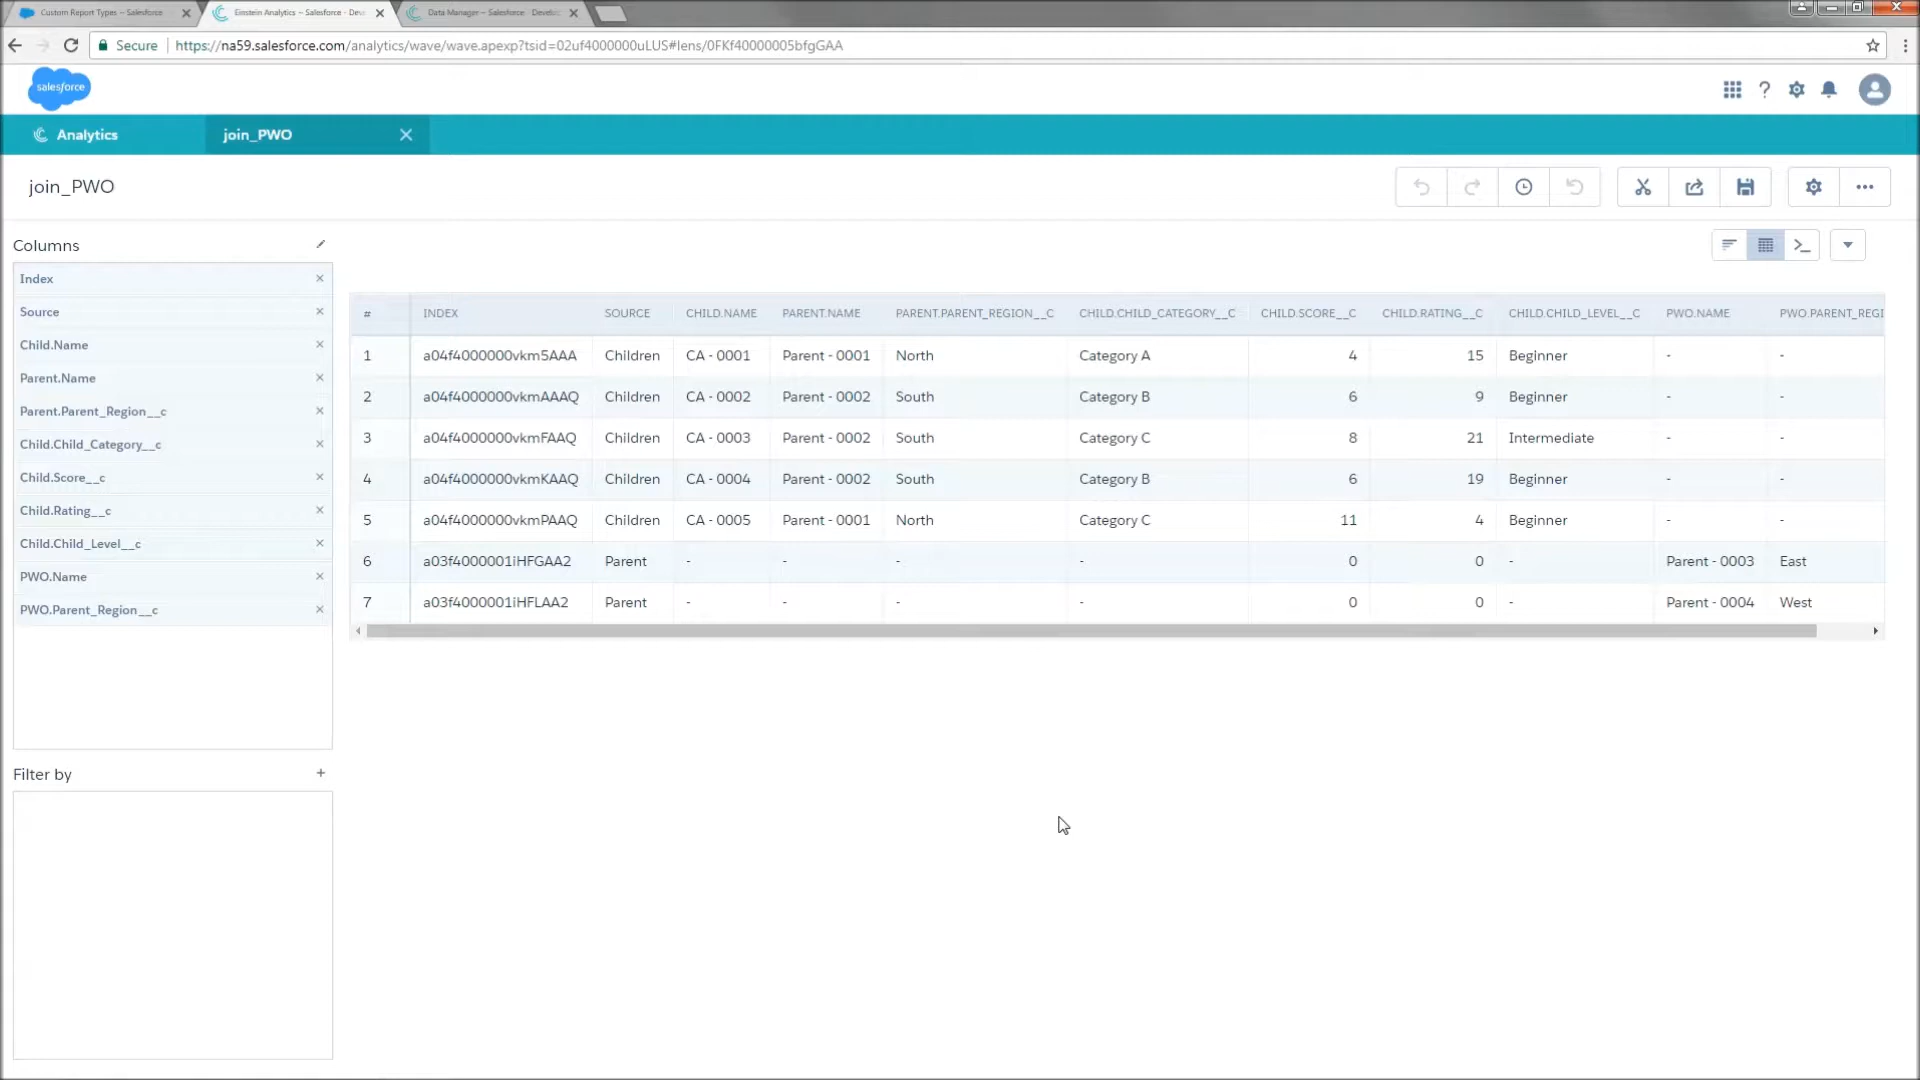 Custom Report Types ~ Salesforce
Einstein Analytics ~ Salesforce - Deve
Data Manager ~ Salesforce - Develo
Secure https://na59.salesforce.com/analytics/wave/wave.apexp?tsid=02uf4000000uLUS#lens/0FKf40000005bfgGAA
salesforce
Analytics join_PWO
join_PWO
Columns
Index
Source
Child.Name
Parent.Name
Parent.Parent_Region__c
Child.Child_Category__c
Child.Score__c
Child.Rating__c
Child.Child_Level__c
PWO.Name
PWO.Parent_Region__c
Filter by
# INDEX SOURCE CHILD.NAME PARENT.NAME PARENT.PARENT_REGION__C CHILD.CHILD_CATEGORY__C CHILD.SCORE__C CHILD.RATING__C CHILD.CHILD_LEVEL__C PWO.NAME PWO.PARENT_REGI
1 a04f4000000vkm5AAA Children CA - 0001 Parent - 0001 North Category A 4 15 Beginner - -
2 a04f4000000vkmAAAQ Children CA - 0002 Parent - 0002 South Category B 6 9 Beginner - -
3 a04f4000000vkmFAAQ Children CA - 0003 Parent - 0002 South Category C 8 21 Intermediate - -
4 a04f4000000vkmKAAQ Children CA - 0004 Parent - 0002 South Category B 6 19 Beginner - -
5 a04f4000000vkmPAAQ Children CA - 0005 Parent - 0001 North Category C 11 4 Beginner - -
6 a03f4000001iHFGAA2 Parent - - - - 0 0 - Parent - 0003 East
7 a03f4000001iHFLAA2 Parent - - - - 0 0 - Parent - 0004 West